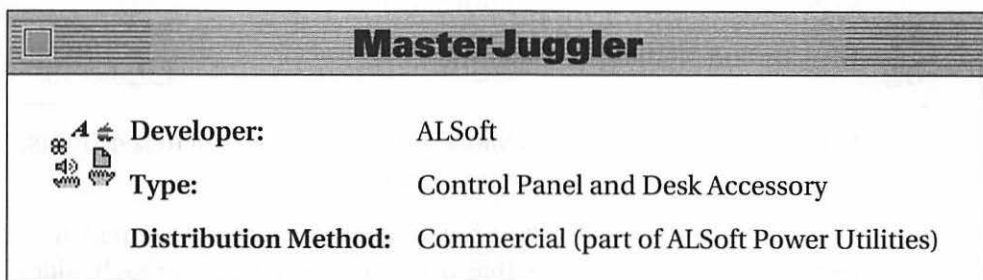 MasterJuggler
Developer: ALSoft
Type: Control Panel and Desk Accessory
Distribution Method: Commercial (part of ALSoft Power Utilities)